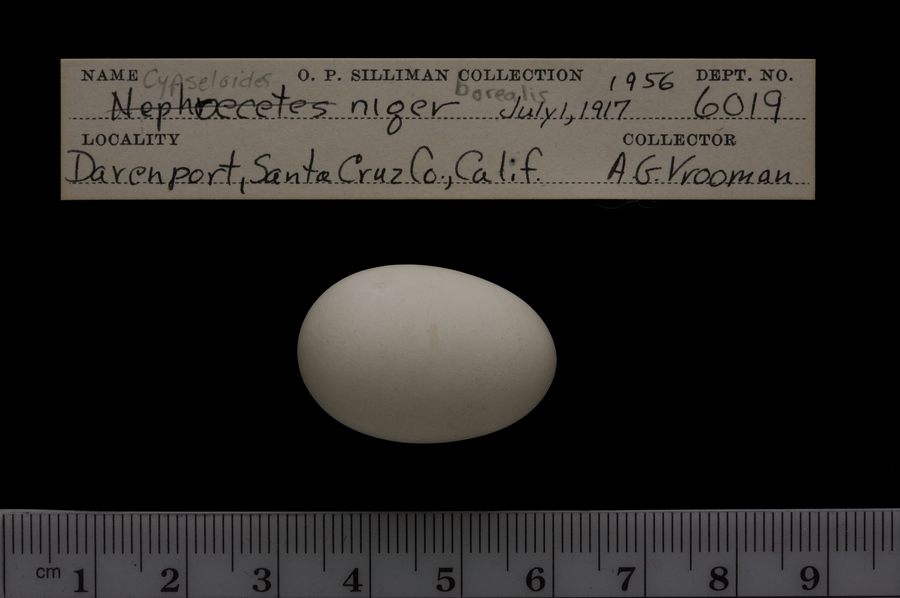 NAME Cypseloides O. P. SILLIMAN COLLECTION 1956 DEPT. NO.
Nephoecetes niger borealis July 1, 1917 6019
LOCALITY COLLECTOR
Davenport, Santa Cruz Co., Calif. A.G. Vrooman
cm 1 2 3 4 5 6 7 8 9